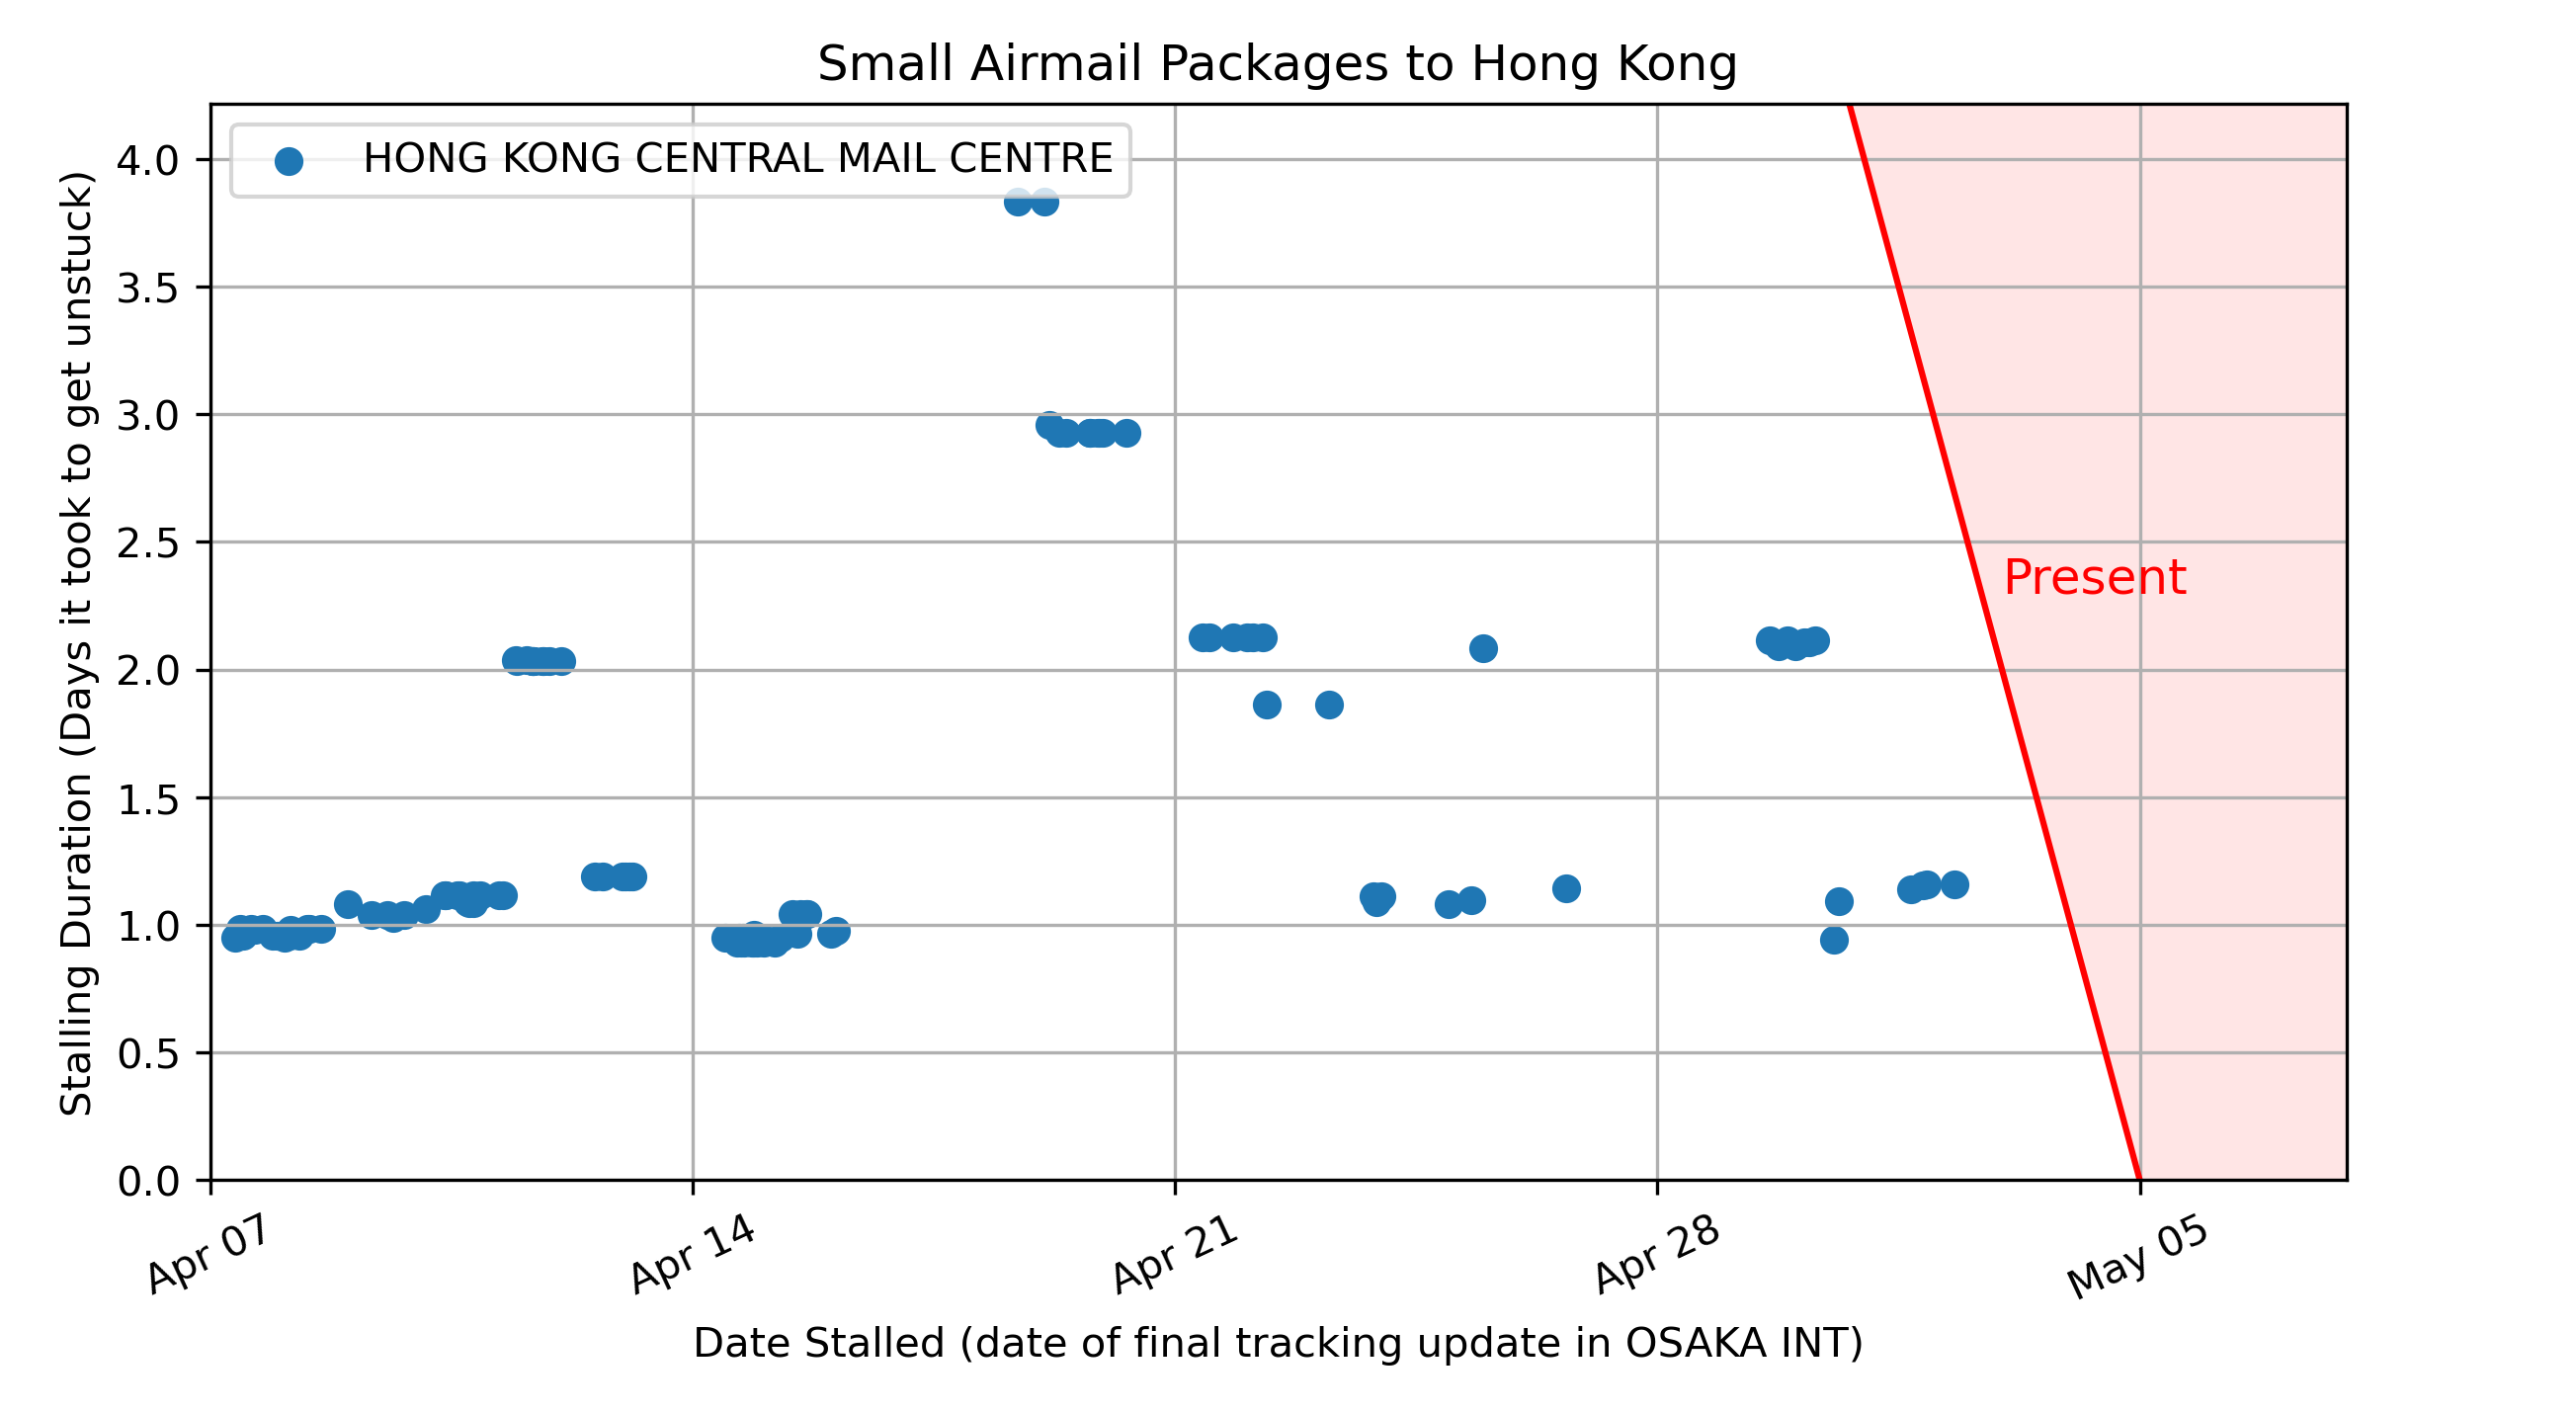 Small Airmail Packages to Hong Kong
HONG KONG CENTRAL MAIL CENTRE
Stalling Duration (Days it took to get unstuck)
4.0
3.5
3.0
2.5
2.0
1.5
1.0
0.5
0.0
Present
Apr 07
Apr 14
Apr 21
Apr 28
May 05
Date Stalled (date of final tracking update in OSAKA INT)